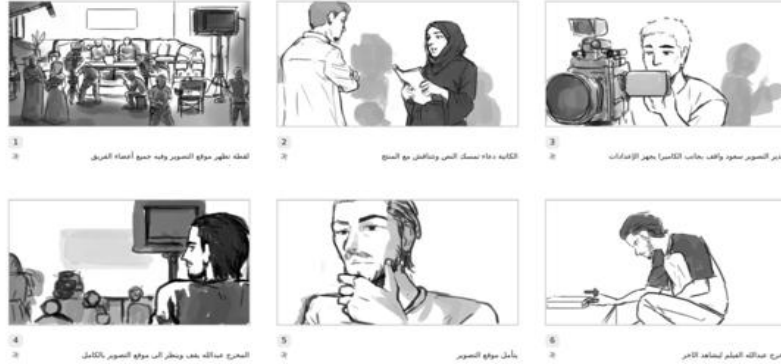 1
لقطة تظهر موقع التصوير وفيه جميع أعضاء الفريق
2
الكاتبة دعاء تمسك النص وتناقش مع المنتج
3
دير التصوير سعود واقف بجانب الكاميرا يجهز الإعدادات
4
المخرج عبدالله يقف وينظر الى موقع التصوير بالكامل
5
يتأمل موقع التصوير
6
عبدالله الفيلم ليشاهد الاخر